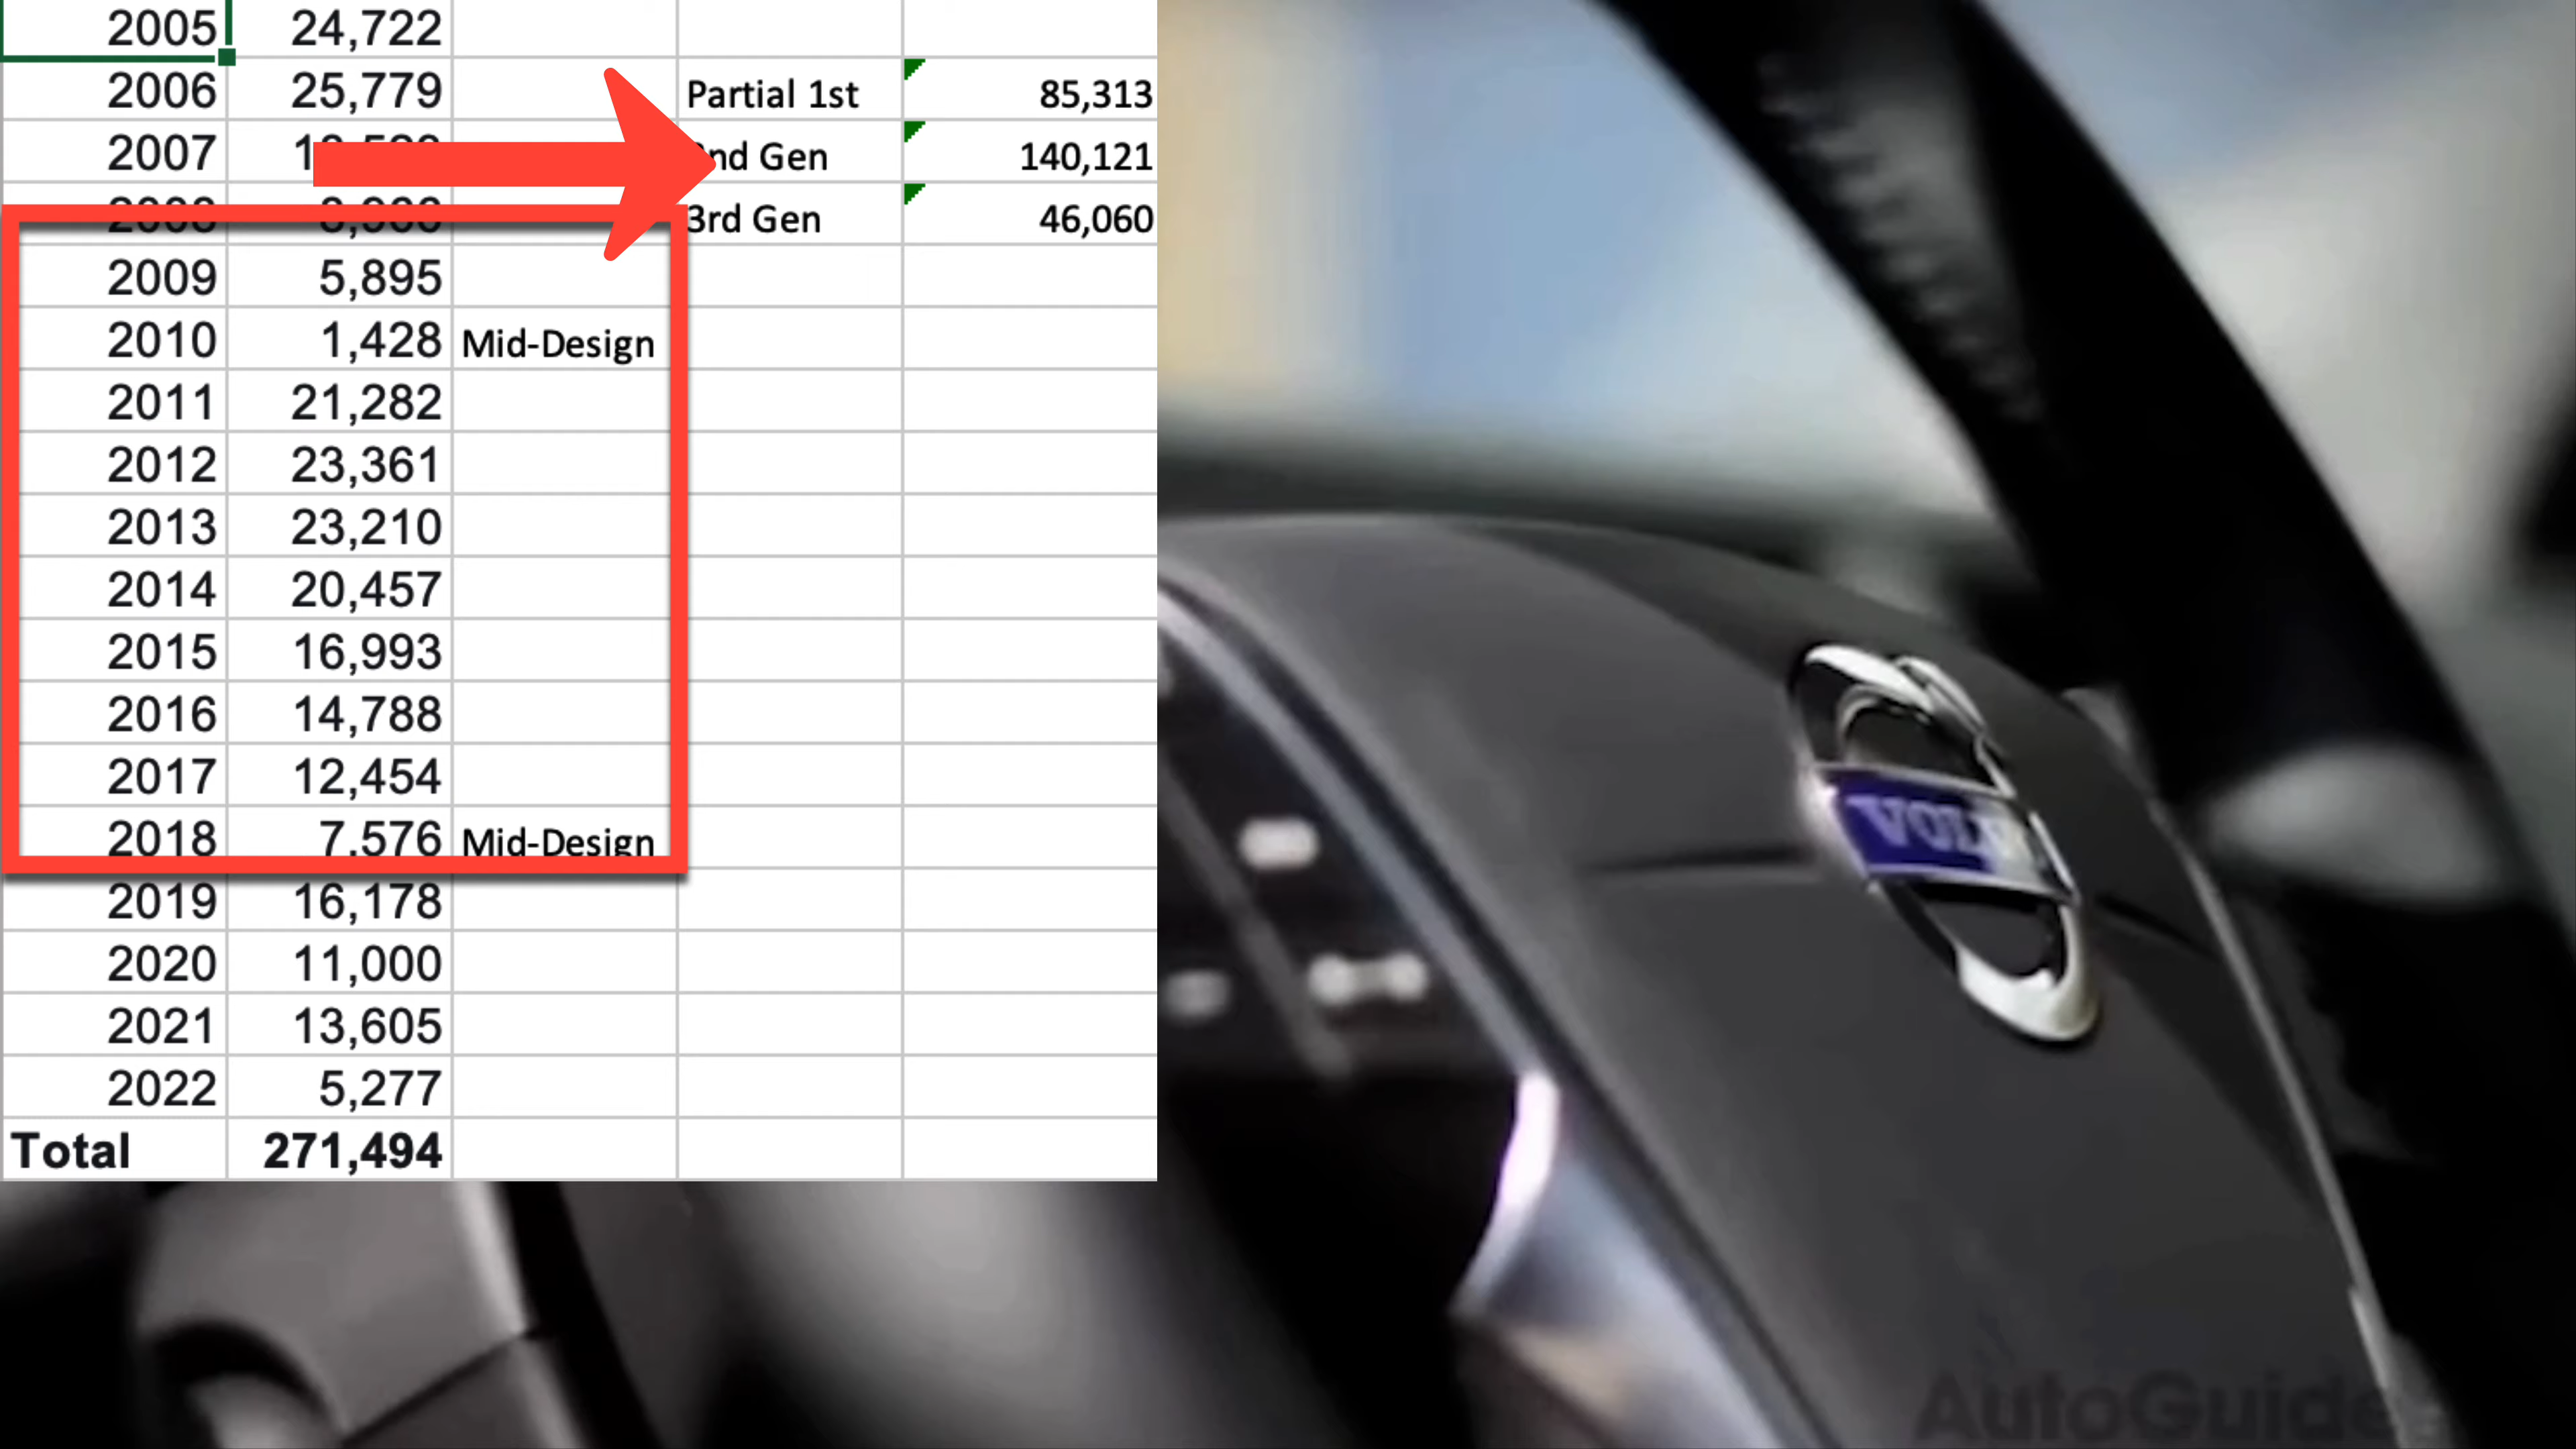 2005 24,722
2006 25,779 Partial 1st 85,313
2007 Gen 140,121
3rd Gen 46,060
2009 5,895
2010 1,428 Mid-Design
2011 21,282
2012 23,361
2013 23,210
2014 20,457
2015 16,993
2016 14,788
2017 12,454
2018 7,576 Mid-Design
2019 16,178
2020 11,000
2021 13,605
2022 5,277
Total 271,494
AutoGuide